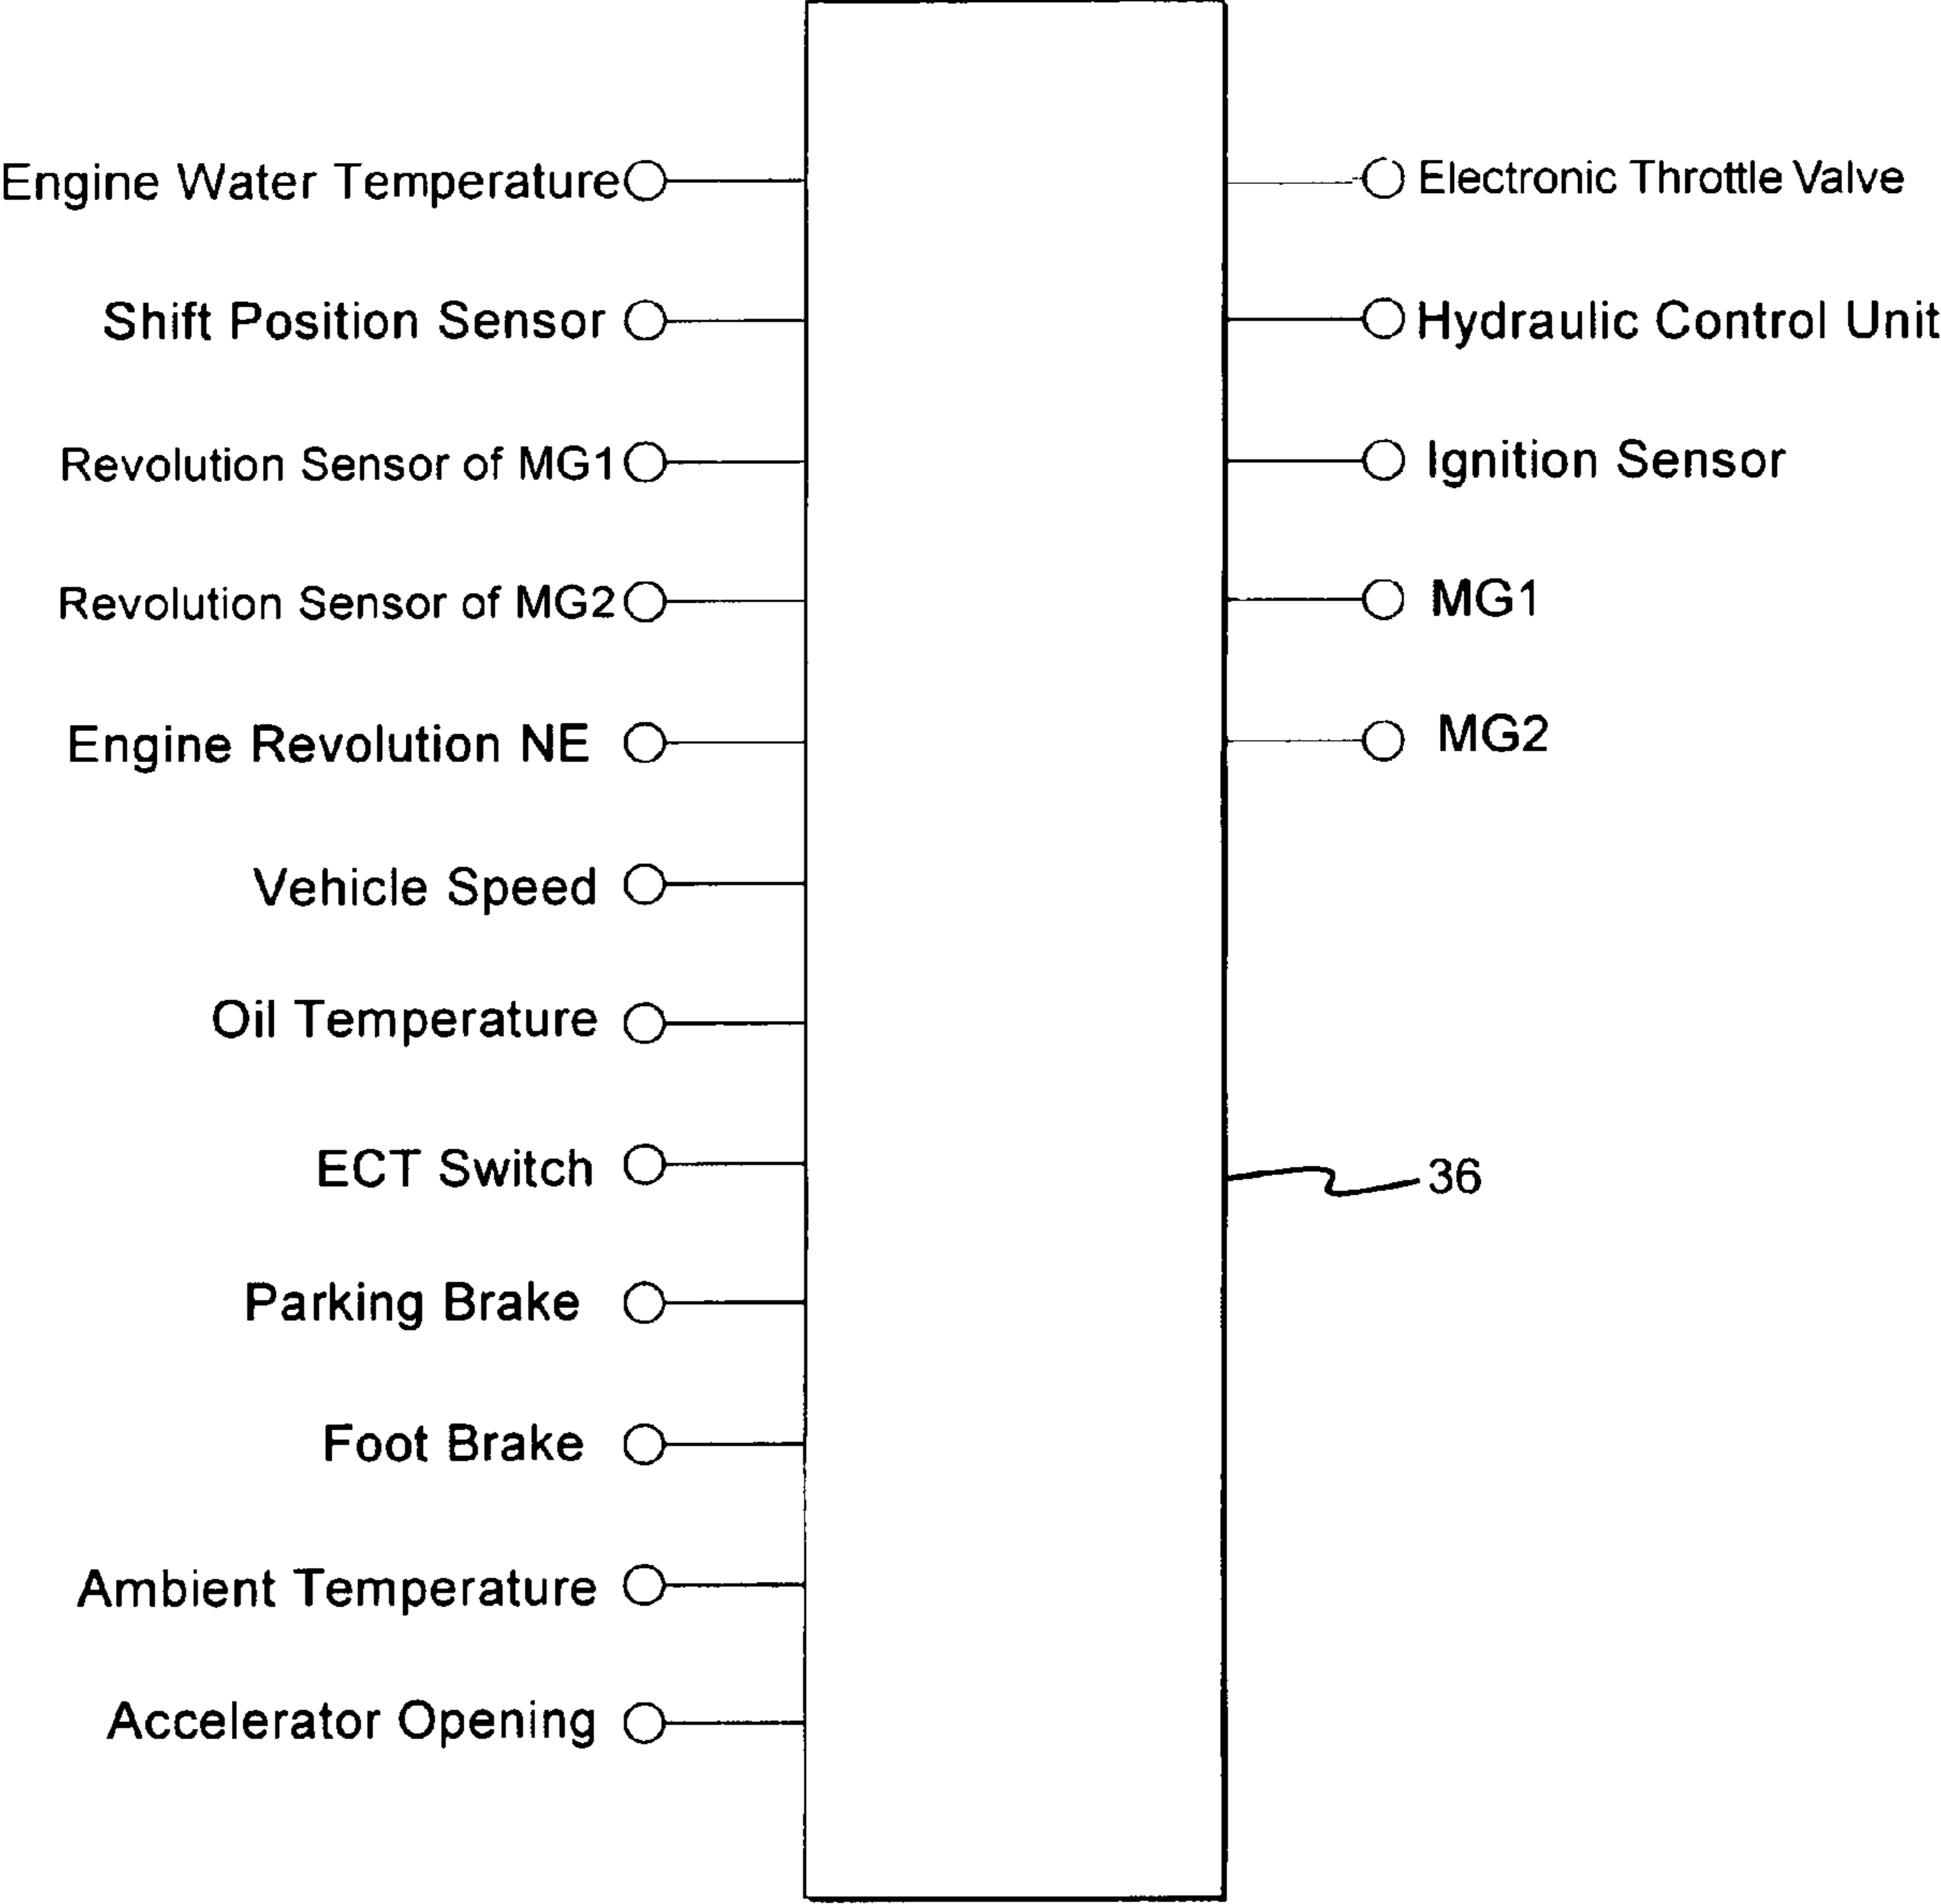 Engine Water Temperature
Shift Position Sensor
Revolution Sensor of MG1
Revolution Sensor of MG2
Engine Revolution NE
Vehicle Speed
Oil Temperature
ECT Switch
Parking Brake
Foot Brake
Ambient Temperature
Accelerator Opening
Electronic Throttle Valve
Hydraulic Control Unit
Ignition Sensor
MG1
MG2
36